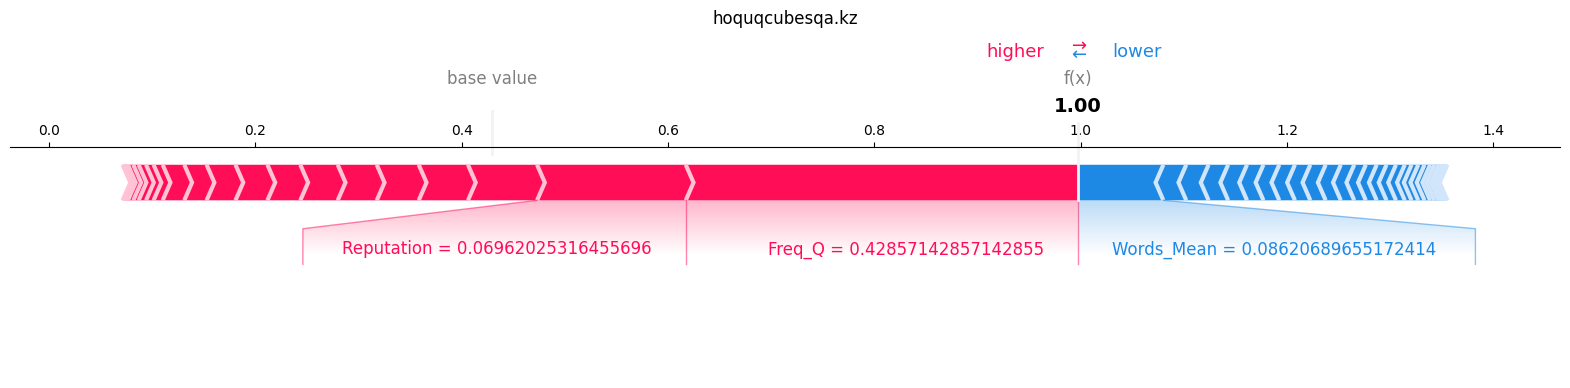 hoquqcubesqa.kz
higher ⇄ lower
base value f(x)
1.00
0.0 0.2 0.4 0.6 0.8 1.0 1.2 1.4
Reputation = 0.06962025316455696 Freq_Q = 0.42857142857142855 Words_Mean = 0.08620689655172414